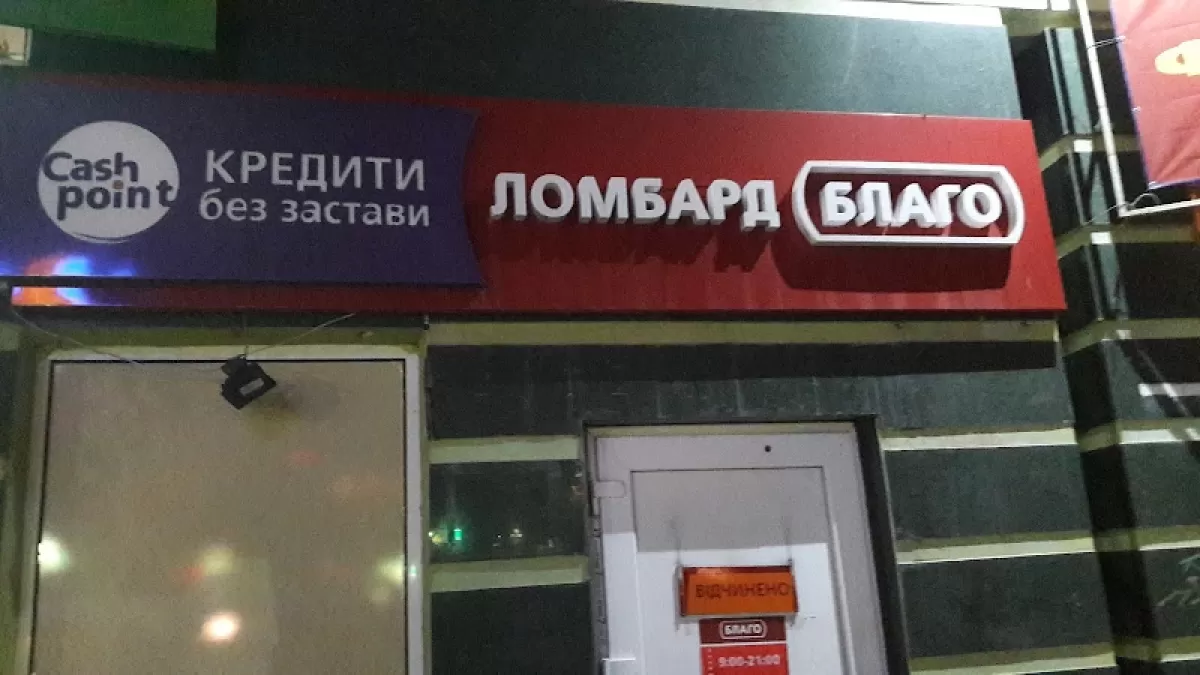 Cash
point
КРЕДИТИ
без застави
ЛОМБАРД БЛАГО
ВІДЧИНЕНО
БЛАГО
9:00-21:00